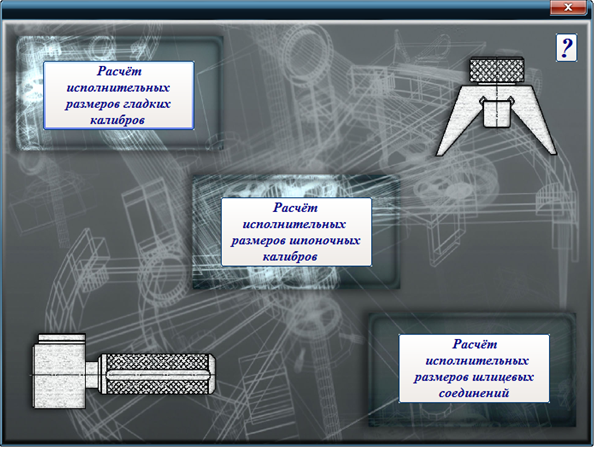 x
?
Расчёт
исполнительных
размеров гладких
калибров
Расчёт
исполнительных
размеров шпоночных
калибров
Расчёт
исполнительных
размеров шлицевых
соединений